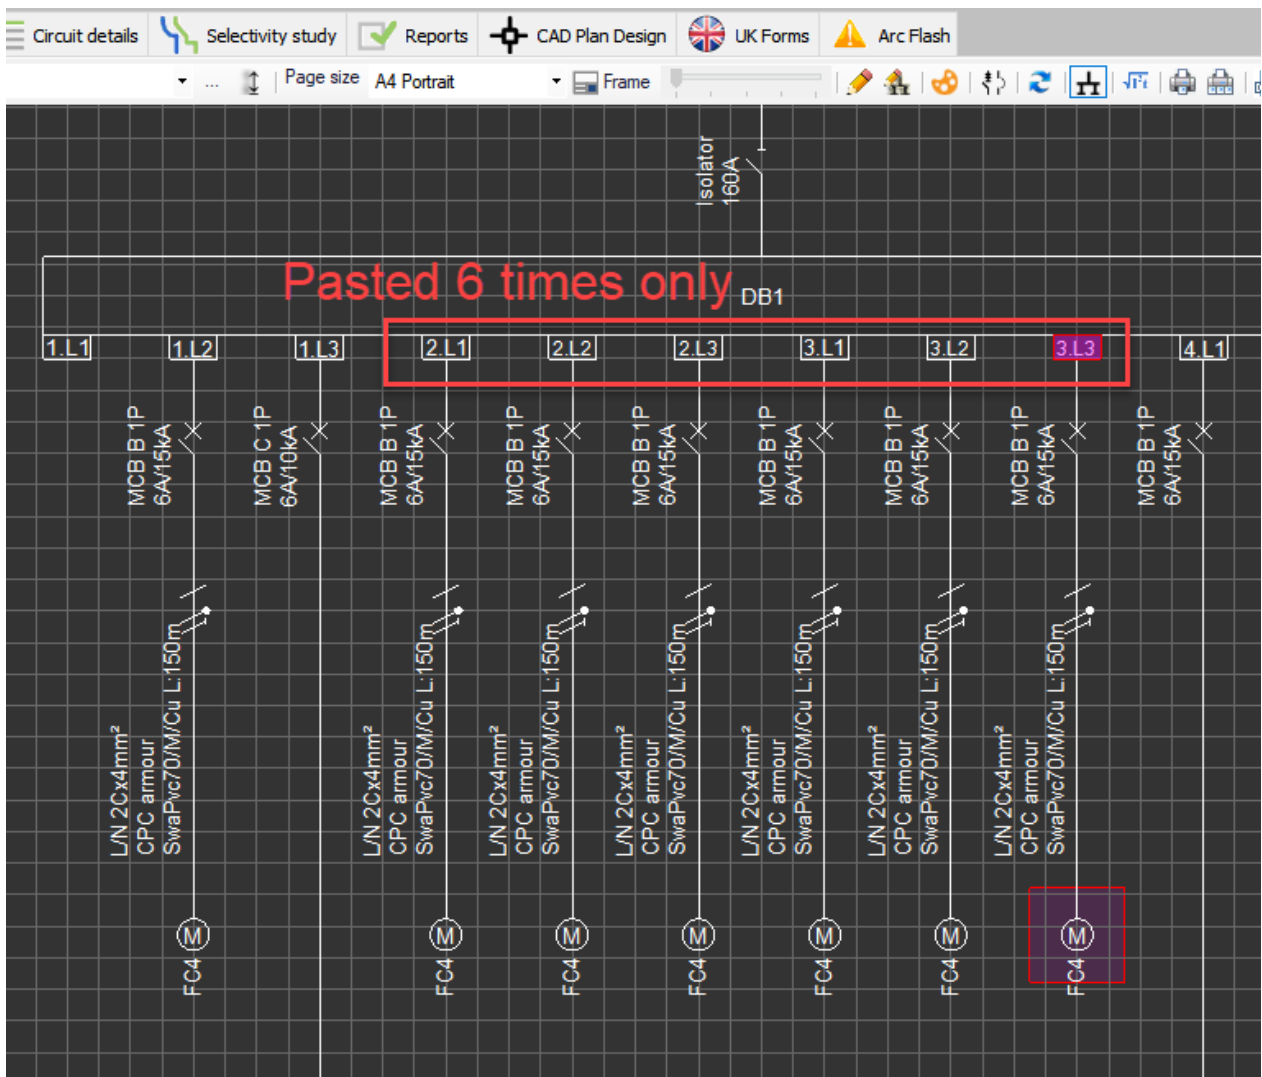 Circuit details Selectivity study Reports CAD Plan Design UK Forms Arc Flash
... Page size A4 Portrait Frame
Isolator
160A
Pasted 6 times only
DB1
1.L1 1.L2 1.L3 2.L1 2.L2 2.L3 3.L1 3.L2 3.L3 4.L1
MCB B 1P
6A/15kA
MCB C 1P
6A/10kA
MCB B 1P
6A/15kA
MCB B 1P
6A/15kA
MCB B 1P
6A/15kA
MCB B 1P
6A/15kA
MCB B 1P
6A/15kA
MCB B 1P
6A/15kA
MCB B 1P
6A/15kA
L/N 2Cx4mm²
CPC armour
SwaPvc70/M/Cu L:150m
L/N 2Cx4mm²
CPC armour
SwaPvc70/M/Cu L:150m
L/N 2Cx4mm²
CPC armour
SwaPvc70/M/Cu L:150m
L/N 2Cx4mm²
CPC armour
SwaPvc70/M/Cu L:150m
L/N 2Cx4mm²
CPC armour
SwaPvc70/M/Cu L:150m
L/N 2Cx4mm²
CPC armour
SwaPvc70/M/Cu L:150m
L/N 2Cx4mm²
CPC armour
SwaPvc70/M/Cu L:150m
M M M M M M M
FC4 FC4 FC4 FC4 FC4 FC4 FC4